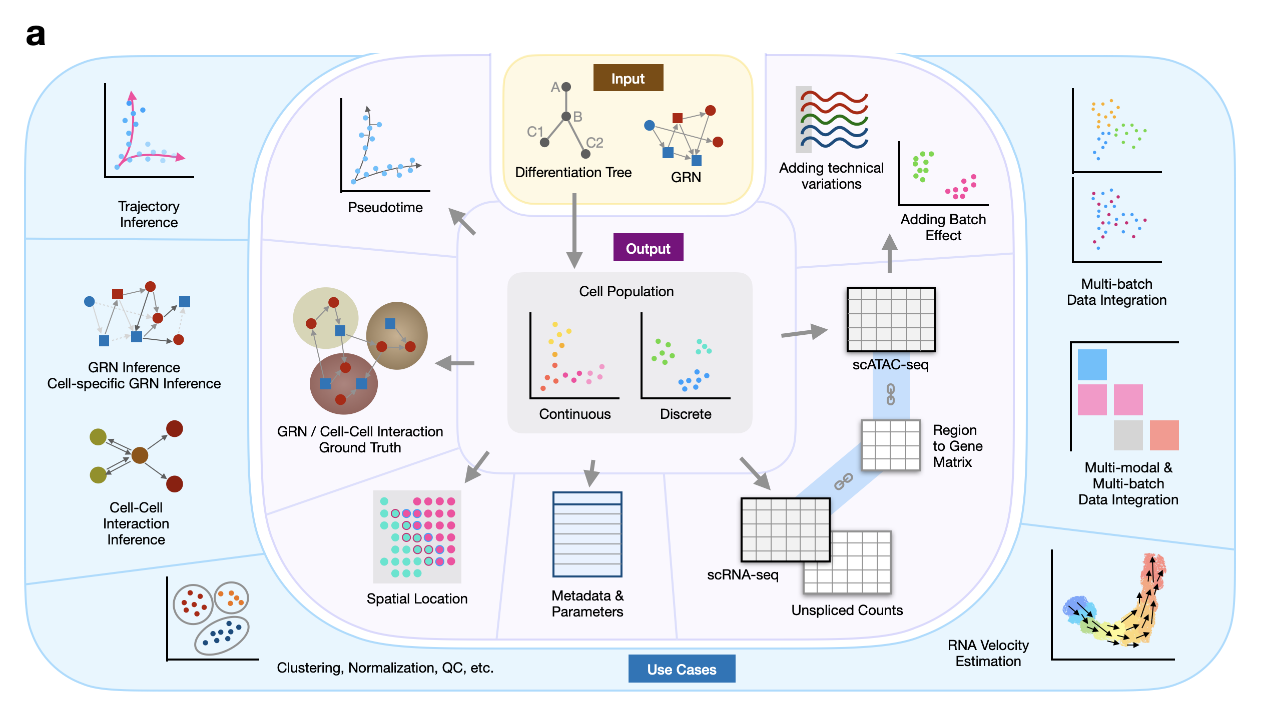 a
Input
A
B
C1
C2
Differentiation Tree
GRN
Trajectory
Inference
Pseudotime
Adding technical
variations
Adding Batch
Effect
Output
Multi-batch
Data Integration
Cell Population
Continuous
Discrete
GRN Inference
Cell-specific GRN Inference
GRN / Cell-Cell Interaction
Ground Truth
scATAC-seq
Region
to Gene
Matrix
Multi-modal &
Multi-batch
Data Integration
Cell-Cell
Interaction
Inference
Spatial Location
Metadata &
Parameters
scRNA-seq
Unspliced Counts
RNA Velocity
Estimation
Clustering, Normalization, QC, etc.
Use Cases